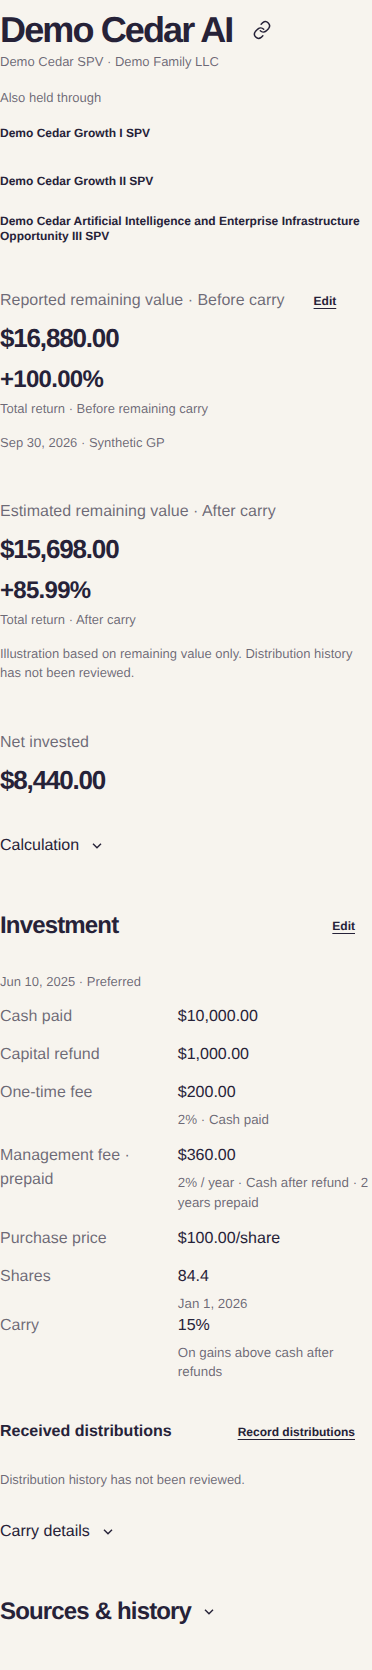 Demo Cedar AI
Demo Cedar SPV · Demo Family LLC
Also held through
Demo Cedar Growth I SPV
Demo Cedar Growth II SPV
Demo Cedar Artificial Intelligence and Enterprise Infrastructure
Opportunity III SPV
Reported remaining value · Before carry Edit
$16,880.00
+100.00%
Total return · Before remaining carry
Sep 30, 2026 · Synthetic GP
Estimated remaining value · After carry
$15,698.00
+85.99%
Total return · After carry
Illustration based on remaining value only. Distribution history
has not been reviewed.
Net invested
$8,440.00
Calculation
Investment Edit
Jun 10, 2025 · Preferred
Cash paid $10,000.00
Capital refund $1,000.00
One-time fee $200.00
2% · Cash paid
Management fee · $360.00
prepaid
2% / year · Cash after refund · 2
years prepaid
Purchase price $100.00/share
Shares 84.4
Jan 1, 2026
Carry 15%
On gains above cash after
refunds
Received distributions Record distributions
Distribution history has not been reviewed.
Carry details
Sources & history